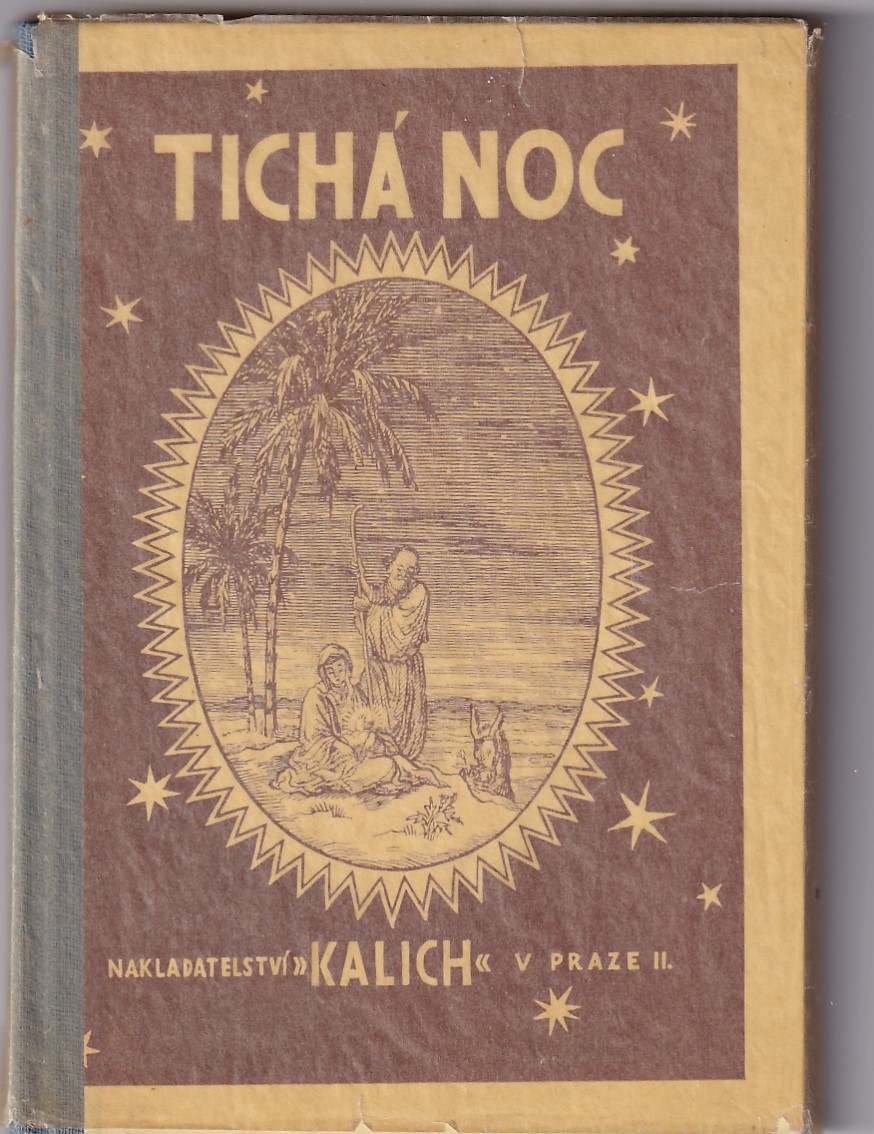 TICHÁ NOC
NAKLADATELSTVÍ »KALICH« V PRAZE II.